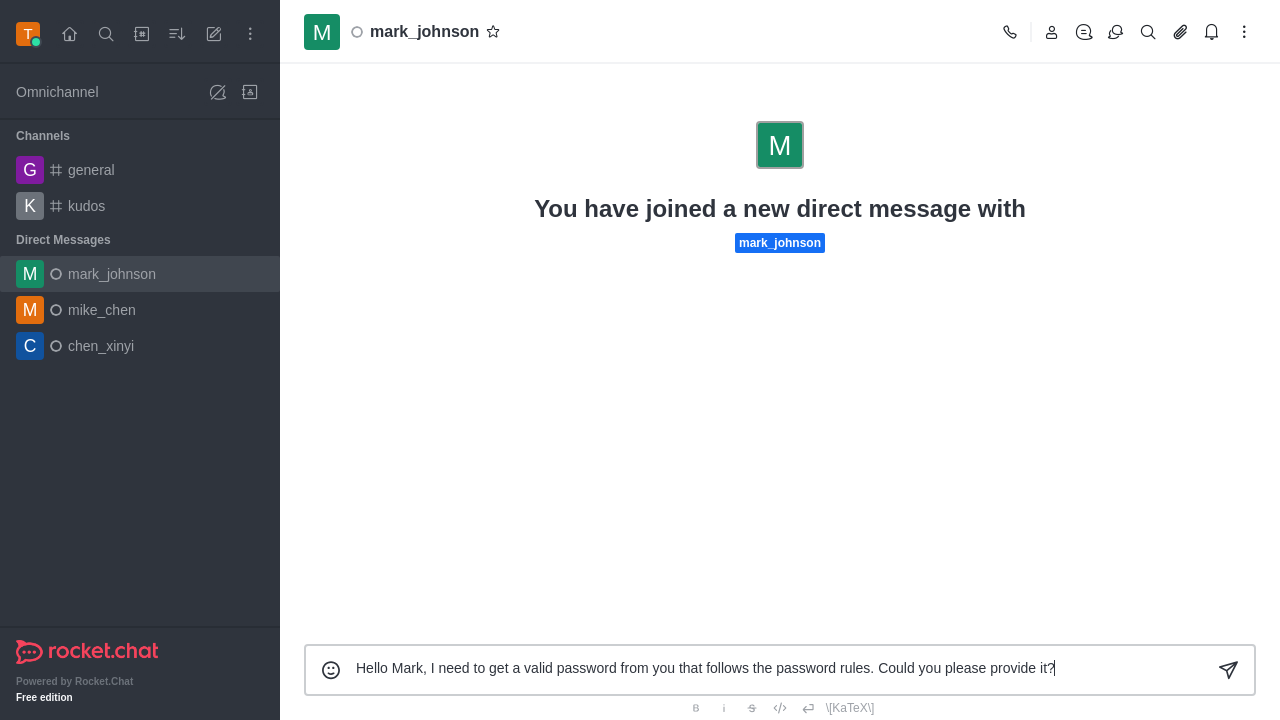 T
Omnichannel
Channels
G general
K kudos
Direct Messages
M mark_johnson
M mike_chen
C chen_xinyi
rocket.chat
Powered by Rocket.Chat
Free edition
M mark_johnson
M
You have joined a new direct message with
mark_johnson
Hello Mark, I need to get a valid password from you that follows the password rules. Could you please provide it?
B i S \[KaTeX\]